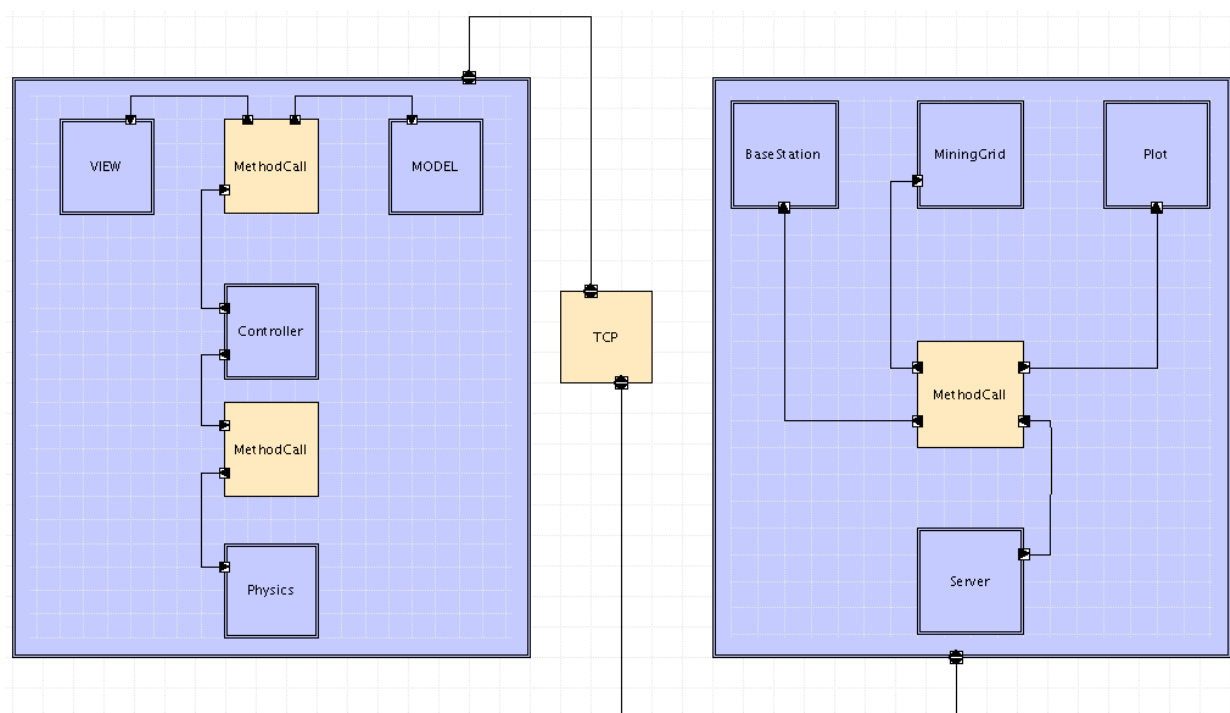 VIEW
MethodCall
MODEL
Controller
MethodCall
Physics
TCP
BaseStation
MiningGrid
Plot
MethodCall
Server